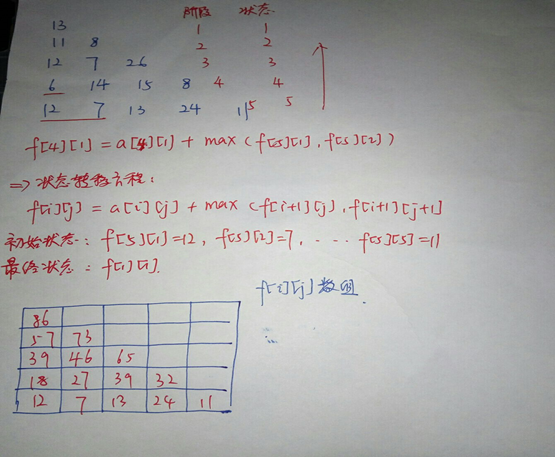 阶段 状态
13 1 1
11 8 2 2
12 7 26 3 3
6 14 15 8 4 4
12 7 13 24 11 5 5
f[4][1] = a[4][1] + max(f[5][1], f[5][2])
=> 状态转移方程:
f[i][j] = a[i][j] + max(f[i+1][j], f[i+1][j+1]
初始状态: f[5][1]=12, f[5][2]=7, ... f[5][5]=11
最终状态: f[1][1].
f[i][j] 数组
86
57 73
39 46 65
18 27 39 32
12 7 13 24 11